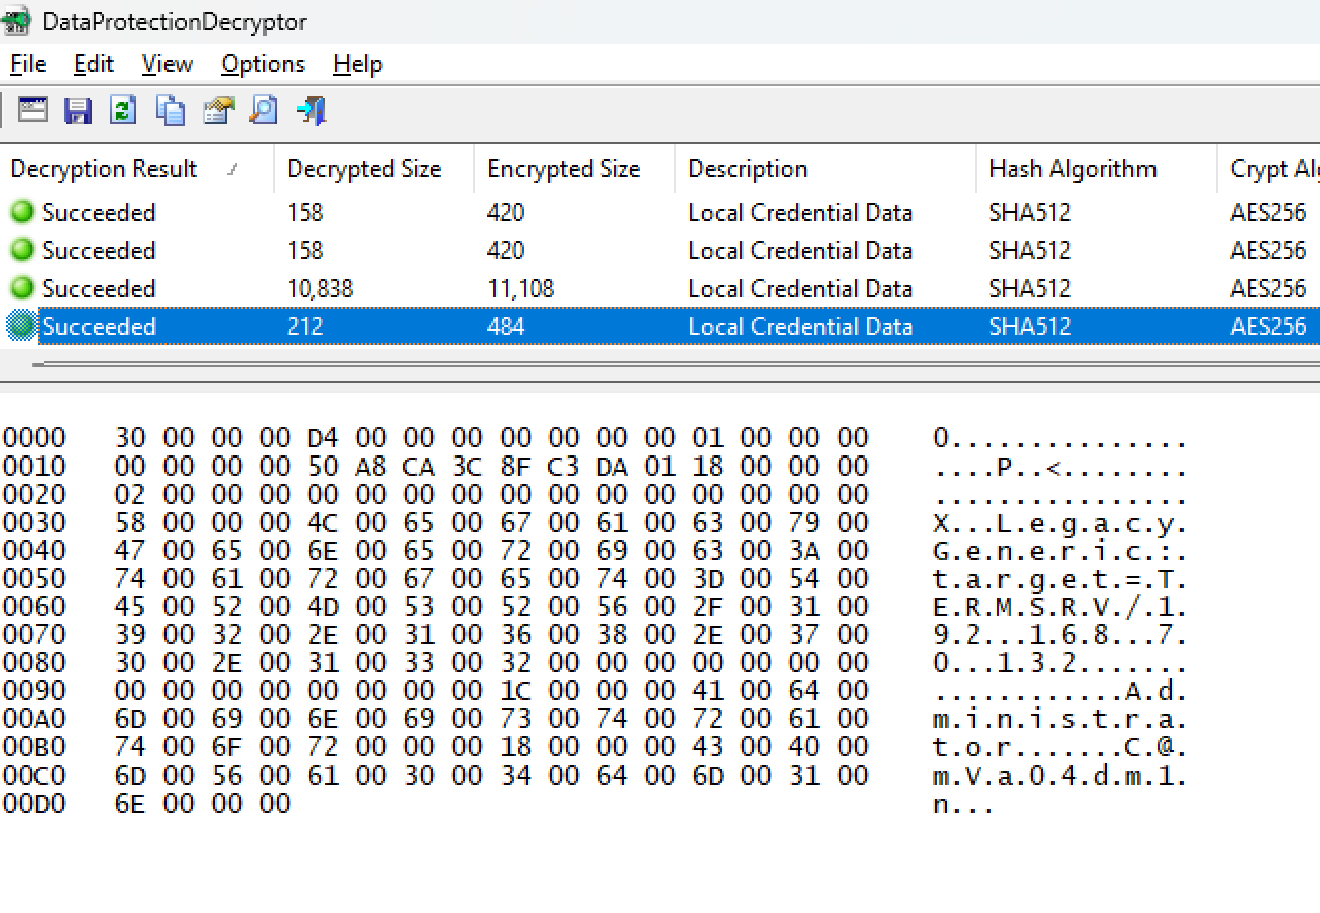 DataProtectionDecryptor
File Edit View Options Help
Decryption Result Decrypted Size Encrypted Size Description Hash Algorithm Crypt Alg
Succeeded 158 420 Local Credential Data SHA512 AES256
Succeeded 158 420 Local Credential Data SHA512 AES256
Succeeded 10,838 11,108 Local Credential Data SHA512 AES256
Succeeded 212 484 Local Credential Data SHA512 AES256
0000 30 00 00 00 D4 00 00 00 00 00 00 00 01 00 00 00 0...............
0010 00 00 00 00 50 A8 CA 3C 8F C3 DA 01 18 00 00 00 ....P..<........
0020 02 00 00 00 00 00 00 00 00 00 00 00 00 00 00 00 ................
0030 58 00 00 00 4C 00 65 00 67 00 61 00 63 00 79 00 X...L.e.g.a.c.y.
0040 47 00 65 00 6E 00 65 00 72 00 69 00 63 00 3A 00 G.e.n.e.r.i.c.:.
0050 74 00 61 00 72 00 67 00 65 00 74 00 3D 00 54 00 t.a.r.g.e.t.=.T.
0060 45 00 52 00 4D 00 53 00 52 00 56 00 2F 00 31 00 E.R.M.S.R.V./.1.
0070 39 00 32 00 2E 00 31 00 36 00 38 00 2E 00 37 00 9.2...1.6.8...7.
0080 30 00 2E 00 31 00 33 00 32 00 00 00 00 00 00 00 0...1.3.2.......
0090 00 00 00 00 00 00 00 00 1C 00 00 00 41 00 64 00 ............A.d.
00A0 6D 00 69 00 6E 00 69 00 73 00 74 00 72 00 61 00 m.i.n.i.s.t.r.a.
00B0 74 00 6F 00 72 00 00 00 18 00 00 00 43 00 40 00 t.o.r.......C.@.
00C0 6D 00 56 00 61 00 30 00 34 00 64 00 6D 00 31 00 m.V.a.0.4.d.m.1.
00D0 6E 00 00 00 n...